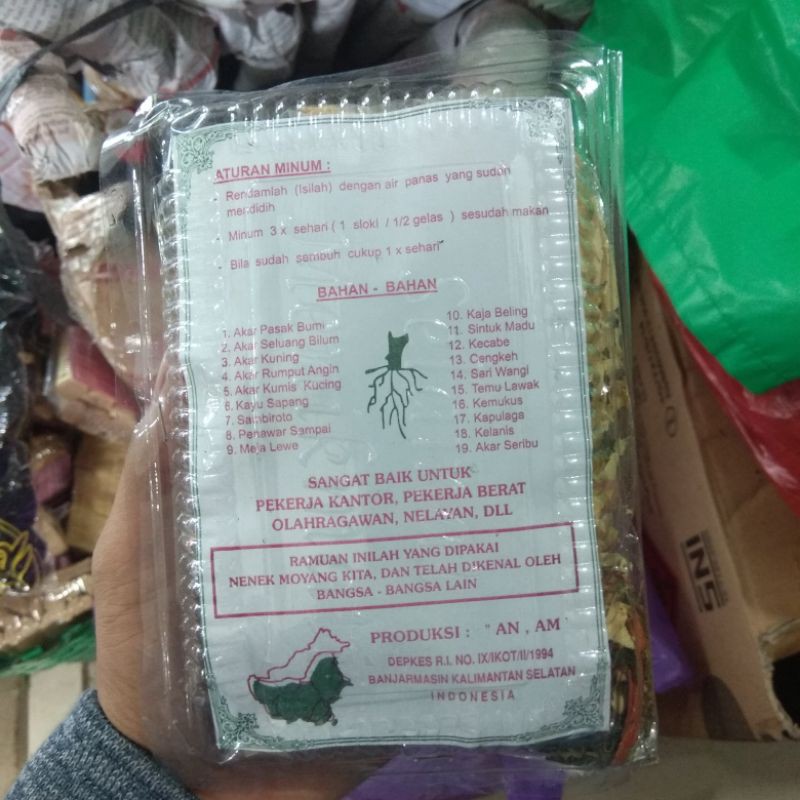 ATURAN MINUM :
- Rendamlah (Isilah) dengan air panas yang sudah
mendidih
- Minum 3 x sehari ( 1 sloki / 1/2 gelas ) sesudah makan
- Bila sudah sembuh cukup 1 x sehari
BAHAN - BAHAN
1. Akar Pasak Bumi
2. Akar Seluang Bilum
3. Akar Kuning
4. Akar Rumput Angin
5. Akar Kumis Kucing
6. Kayu Sapang
7. Sambiroto
8. Penawar Sampai
9. Meja Lewe
10. Kaja Beling
11. Sintuk Madu
12. Kecabe
13. Cengkeh
14. Sari Wangi
15. Temu Lawak
16. Kemukus
17. Kapulaga
18. Kelanis
19. Akar Seribu
SANGAT BAIK UNTUK
PEKERJA KANTOR, PEKERJA BERAT
OLAHRAGAWAN, NELAYAN, DLL
RAMUAN INILAH YANG DIPAKAI
NENEK MOYANG KITA, DAN TELAH DIKENAL OLEH
BANGSA - BANGSA LAIN
PRODUKSI : " AN , AM "
DEPKES R.I. NO. IX/IKOT/II/1994
BANJARMASIN KALIMANTAN SELATAN
INDONESIA
SNI